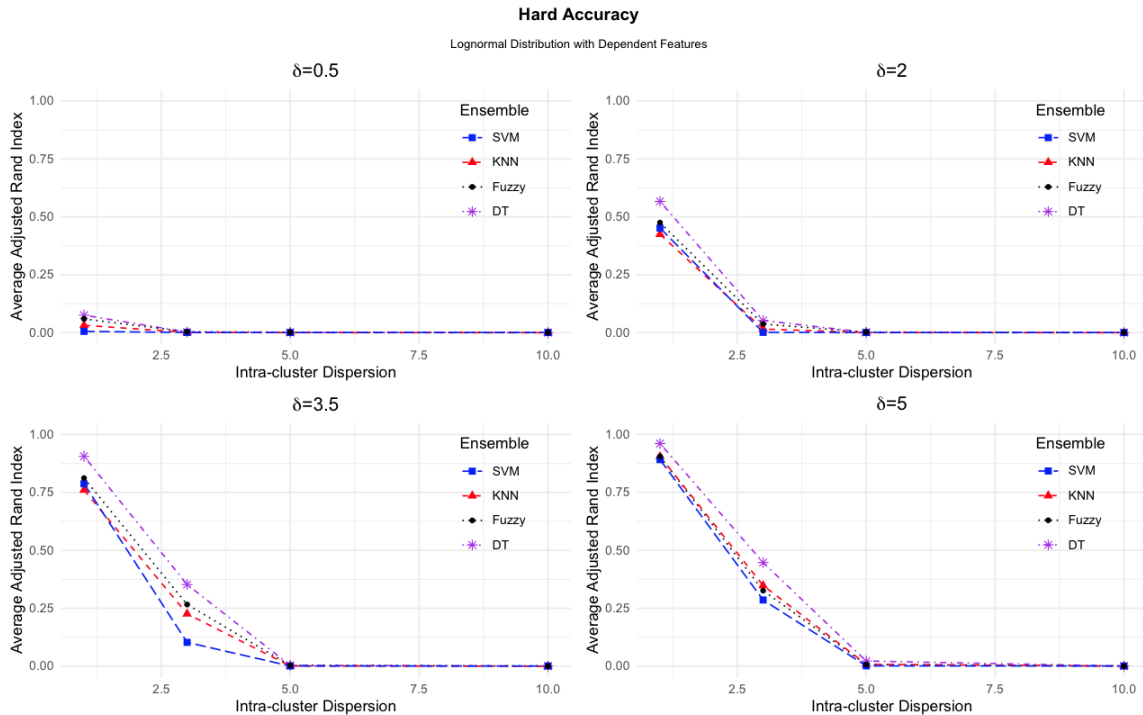 Hard Accuracy
Lognormal Distribution with Dependent Features
δ=0.5
Average Adjusted Rand Index
1.00
0.75
0.50
0.25
0.00
2.5
5.0
7.5
10.0
Intra-cluster Dispersion
Ensemble
SVM
KNN
Fuzzy
DT
δ=2
Average Adjusted Rand Index
1.00
0.75
0.50
0.25
0.00
2.5
5.0
7.5
10.0
Intra-cluster Dispersion
Ensemble
SVM
KNN
Fuzzy
DT
δ=3.5
Average Adjusted Rand Index
1.00
0.75
0.50
0.25
0.00
2.5
5.0
7.5
10.0
Intra-cluster Dispersion
Ensemble
SVM
KNN
Fuzzy
DT
δ=5
Average Adjusted Rand Index
1.00
0.75
0.50
0.25
0.00
2.5
5.0
7.5
10.0
Intra-cluster Dispersion
Ensemble
SVM
KNN
Fuzzy
DT